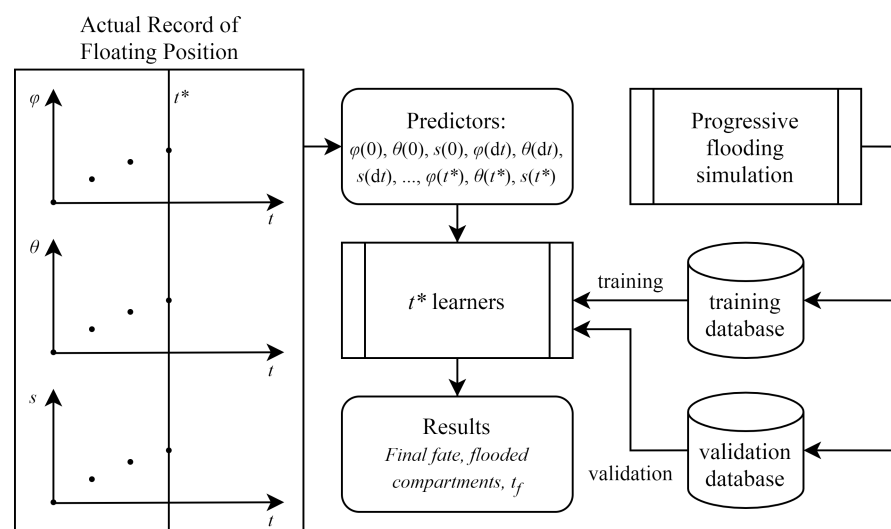 Actual Record of
Floating Position
φ
t*
t
θ
t
s
t
Predictors:
φ(0), θ(0), s(0), φ(dt), θ(dt),
s(dt), ..., φ(t*), θ(t*), s(t*)
t* learners
Results
Final fate, flooded
compartments, t_f
Progressive
flooding
simulation
training
training
database
validation
validation
database